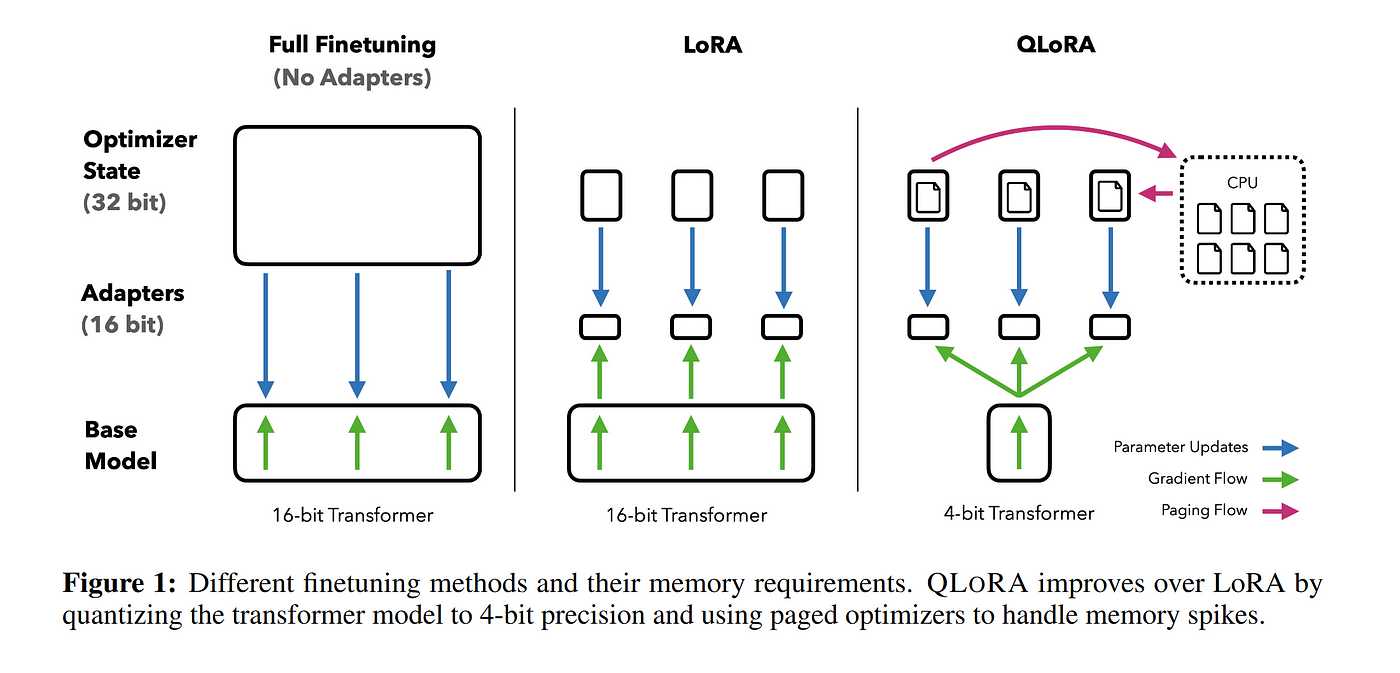 Full Finetuning
(No Adapters)
LoRA
QLoRA
Optimizer
State
(32 bit)
CPU
Adapters
(16 bit)
Base
Model
Parameter Updates
Gradient Flow
Paging Flow
16-bit Transformer
16-bit Transformer
4-bit Transformer
Figure 1: Different finetuning methods and their memory requirements. QLORA improves over LoRA by
quantizing the transformer model to 4-bit precision and using paged optimizers to handle memory spikes.